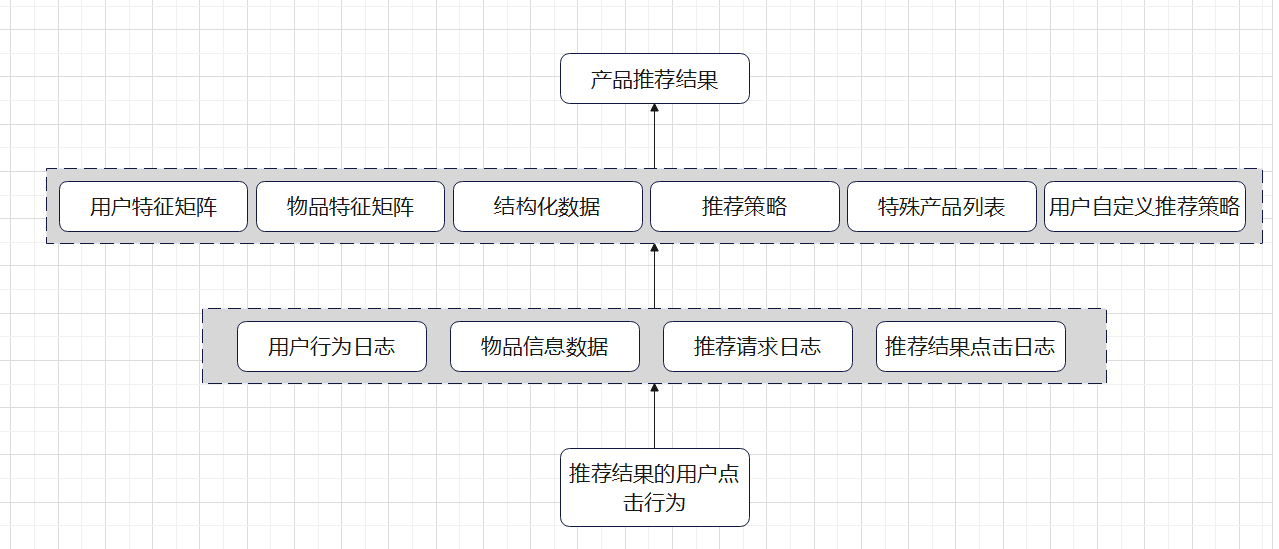 产品推荐结果
用户特征矩阵
物品特征矩阵
结构化数据
推荐策略
特殊产品列表
用户自定义推荐策略
用户行为日志
物品信息数据
推荐请求日志
推荐结果点击日志
推荐结果的用户点
击行为